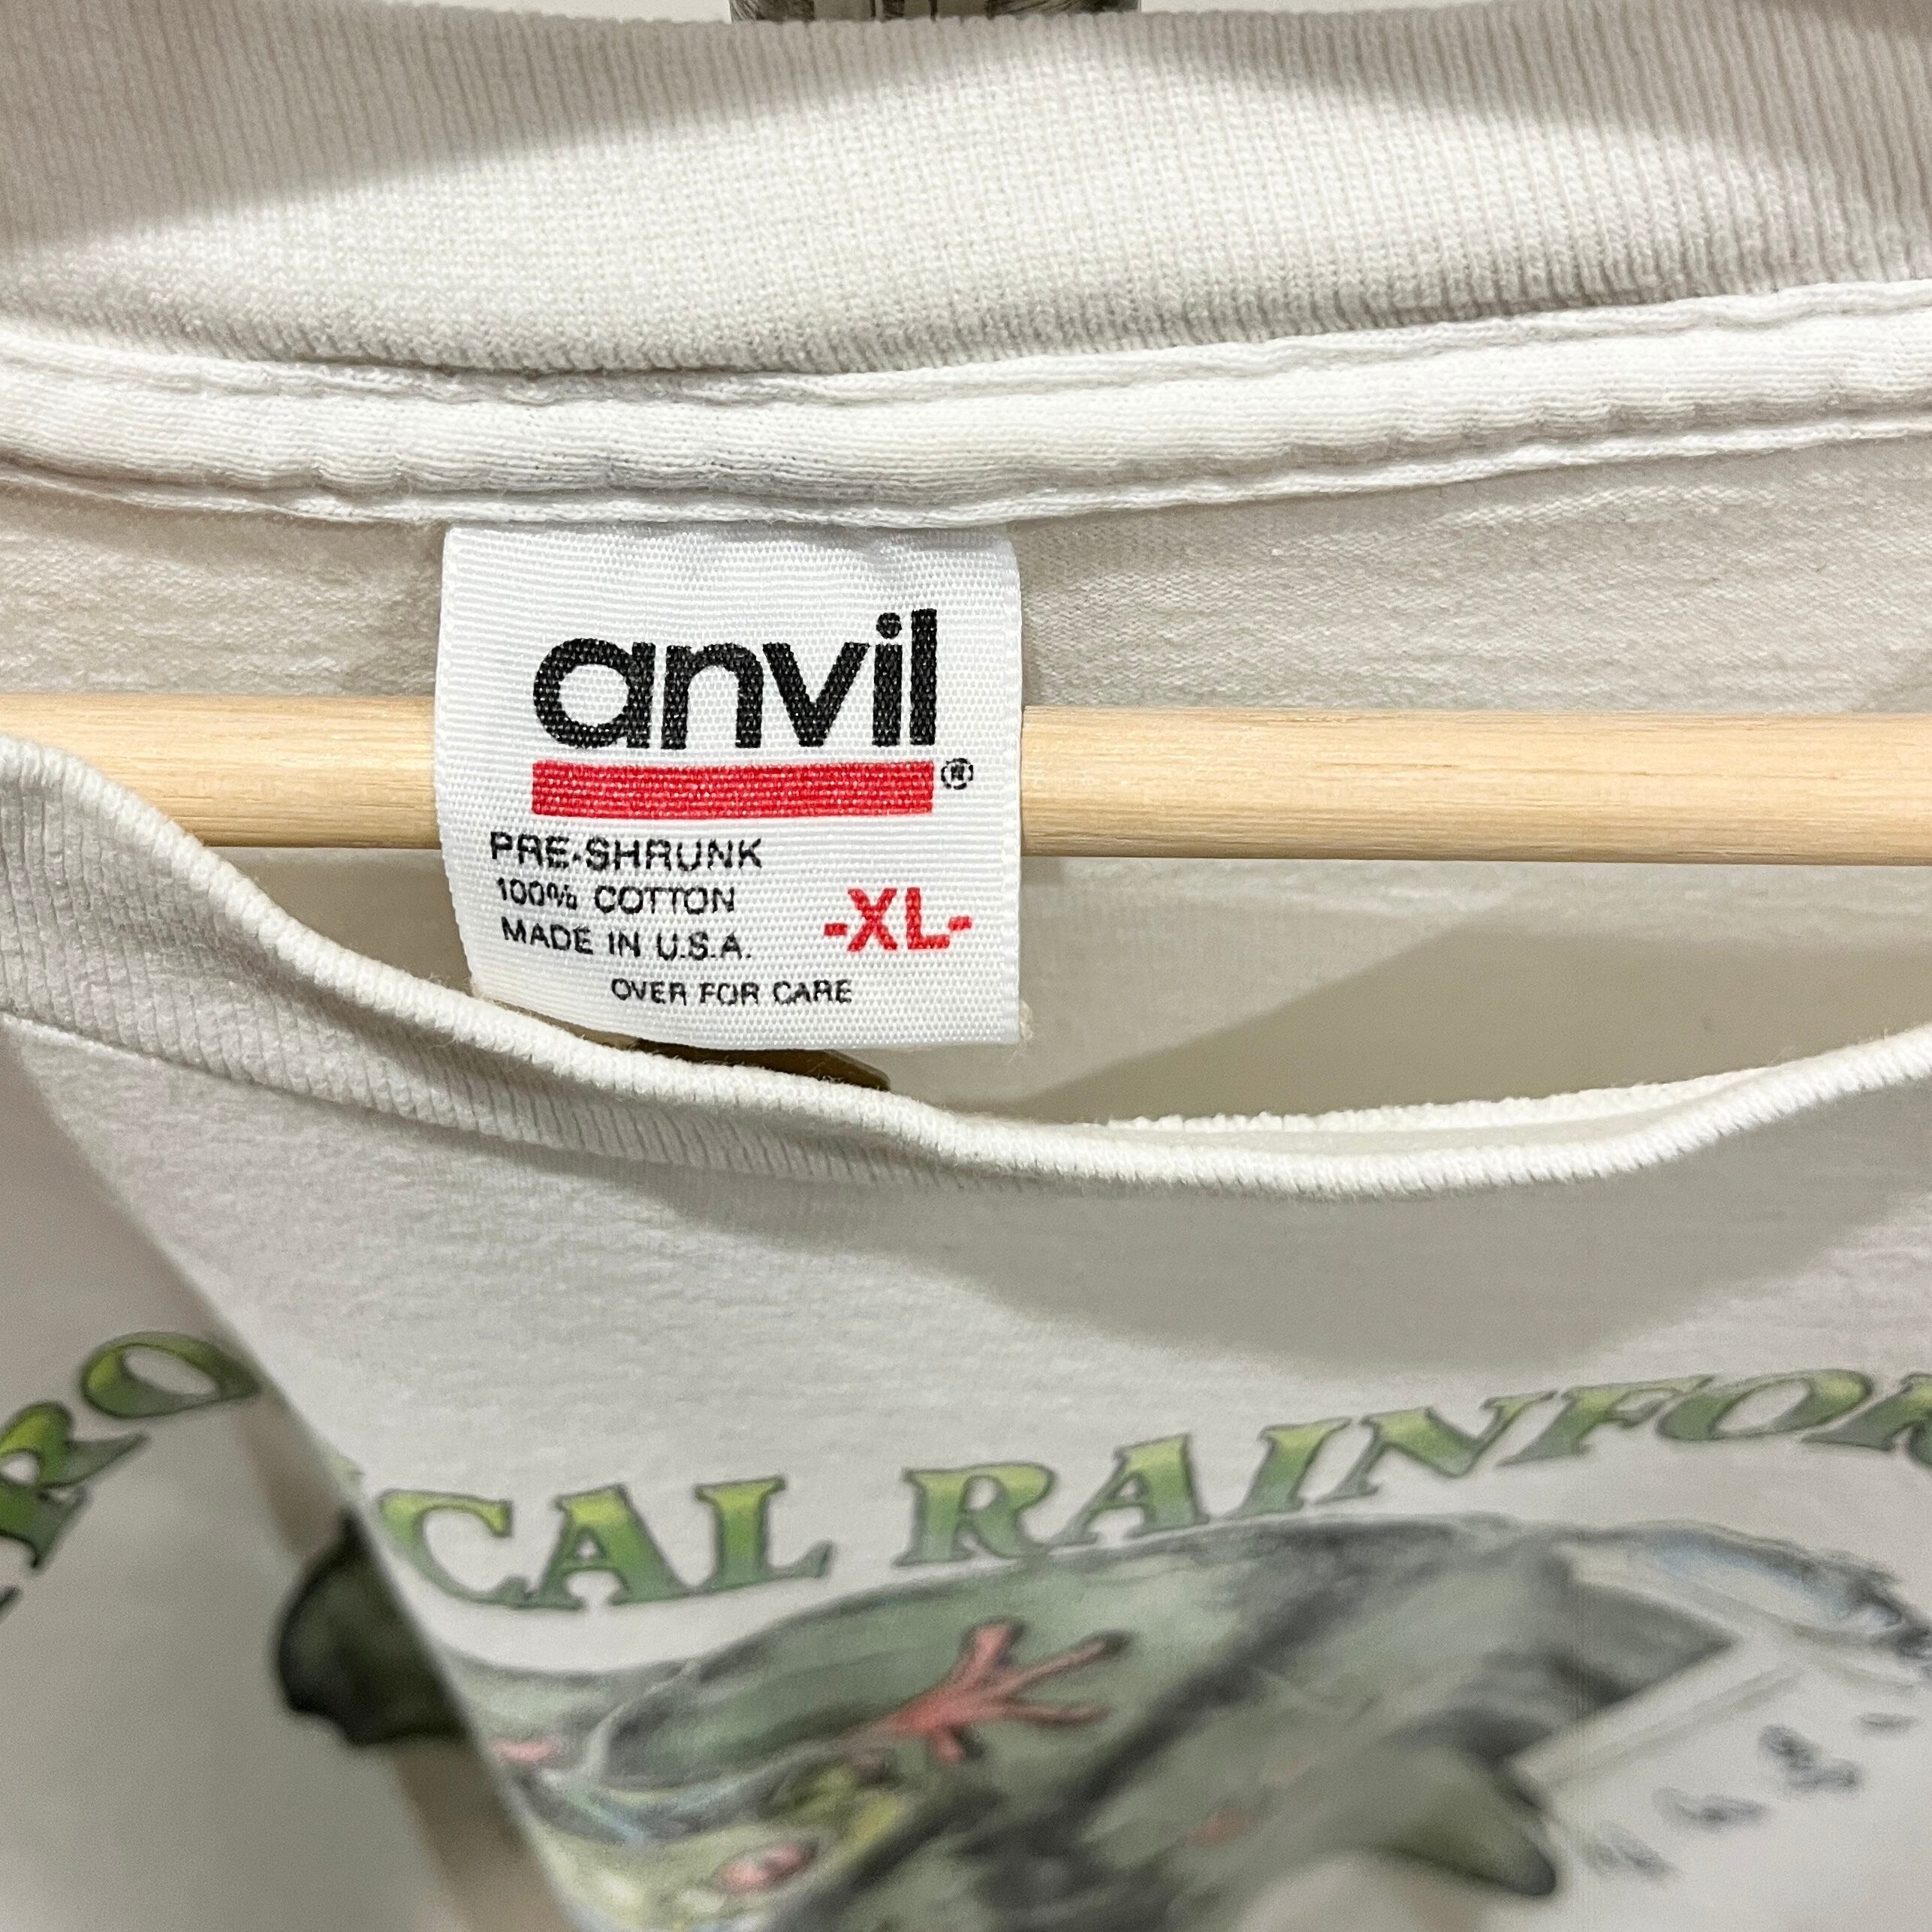 anvil®
PRE-SHRUNK
100% COTTON
MADE IN U.S.A.
-XL-
OVER FOR CARE
CAL RAINFOR